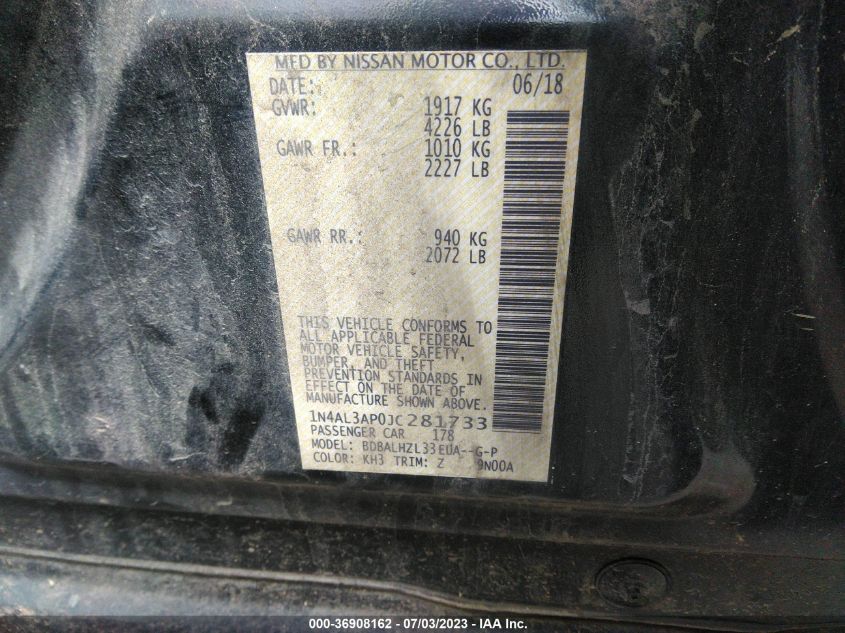 MFD BY NISSAN MOTOR CO., LTD.
DATE: 06/18
GVWR: 1917 KG
4226 LB
GAWR FR.: 1010 KG
2227 LB
GAWR RR.: 940 KG
2072 LB
THIS VEHICLE CONFORMS TO
ALL APPLICABLE FEDERAL
MOTOR VEHICLE SAFETY,
BUMPER, AND THEFT
PREVENTION STANDARDS IN
EFFECT ON THE DATE OF
MANUFACTURE SHOWN ABOVE.
1N4AL3AP0JC281733
PASSENGER CAR 178
MODEL: BDBALHZL33EUA--G-P
COLOR: KH3 TRIM: Z 9N00A
000-36908162 - 07/03/2023 - IAA Inc.